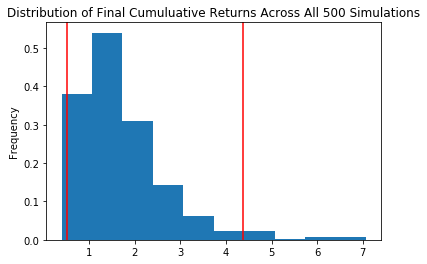 Distribution of Final Cumuluative Returns Across All 500 Simulations
Frequency
0.5
0.4
0.3
0.2
0.1
0.0
1 2 3 4 5 6 7